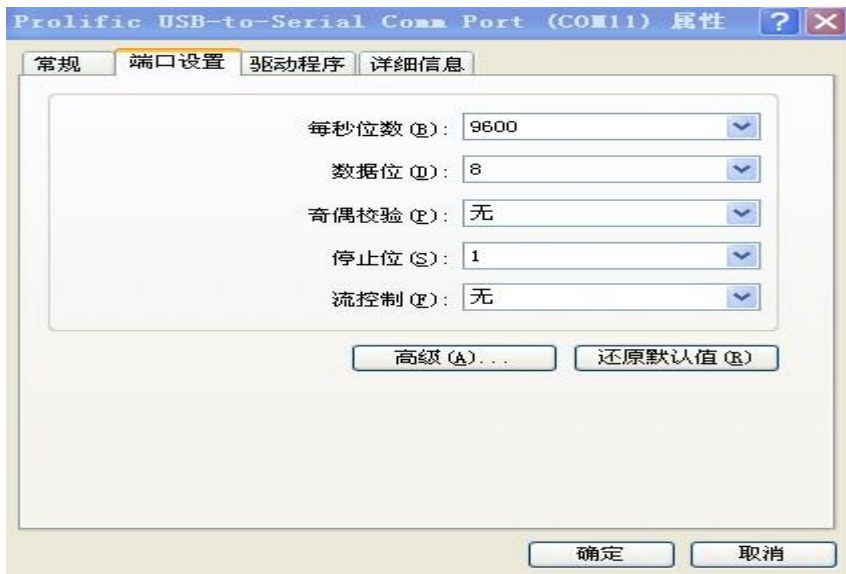 Prolific USB-to-Serial Comm Port (COM11) 属性
常规 端口设置 驱动程序 详细信息
每秒位数(B): 9600
数据位(D): 8
奇偶校验(P): 无
停止位(S): 1
流控制(F): 无
高级(A)... 还原默认值(R)
确定 取消